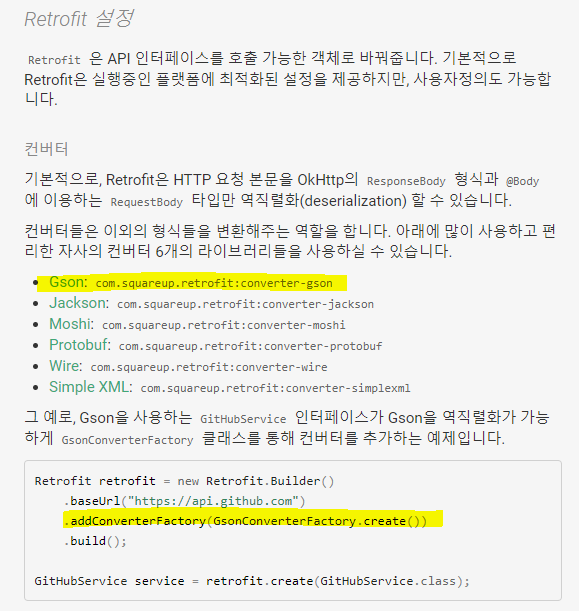 Retrofit 설정
Retrofit 은 API 인터페이스를 호출 가능한 객체로 바꿔줍니다. 기본적으로
Retrofit은 실행중인 플랫폼에 최적화된 설정을 제공하지만, 사용자정의도 가능합
니다.
컨버터
기본적으로, Retrofit은 HTTP 요청 본문을 OkHttp의 ResponseBody 형식과 @Body
에 이용하는 RequestBody 타입만 역직렬화(deserialization) 할 수 있습니다.
컨버터들은 이외의 형식들을 변환해주는 역할을 합니다. 아래에 많이 사용하고 편
리한 자사의 컨버터 6개의 라이브러리들을 사용하실 수 있습니다.
• Gson: com.squareup.retrofit:converter-gson
• Jackson: com.squareup.retrofit:converter-jackson
• Moshi: com.squareup.retrofit:converter-moshi
• Protobuf: com.squareup.retrofit:converter-protobuf
• Wire: com.squareup.retrofit:converter-wire
• Simple XML: com.squareup.retrofit:converter-simplexml
그 예로, Gson을 사용하는 GitHubService 인터페이스가 Gson을 역직렬화가 가능
하게 GsonConverterFactory 클래스를 통해 컨버터를 추가하는 예제입니다.
Retrofit retrofit = new Retrofit.Builder()
    .baseUrl("https://api.github.com")
    .addConverterFactory(GsonConverterFactory.create())
    .build();
GitHubService service = retrofit.create(GitHubService.class);